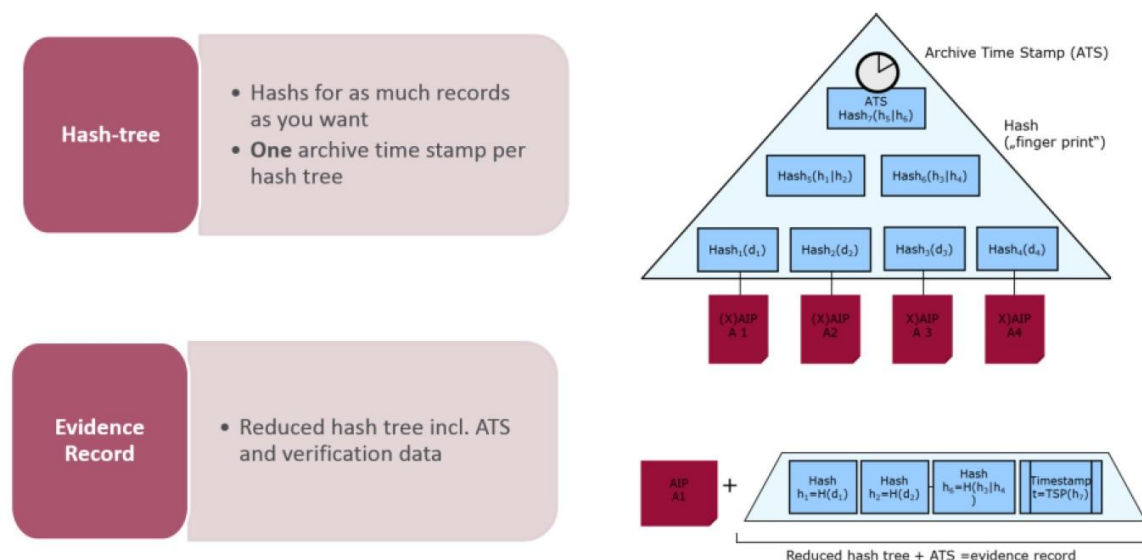 Hash-tree
• Hashs for as much records
as you want
• One archive time stamp per
hash tree
Archive Time Stamp (ATS)
ATS
Hash₇(h₅|h₆)
Hash
(„finger print“)
Hash₅(h₁|h₂)
Hash₆(h₃|h₄)
Hash₁(d₁)
Hash₂(d₂)
Hash₃(d₃)
Hash₄(d₄)
(X)AIP
A 1
(X)AIP
A2
X)AIP
A 3
X)AIP
A4
Evidence
Record
• Reduced hash tree incl. ATS
and verification data
AIP
A1
+
Hash
h₁=H(d₁)
Hash
h₂=H(d₂)
Hash
h₆=H(h₃|h₄
)
Timestamp
t=TSP(h₇)
Reduced hash tree + ATS =evidence record